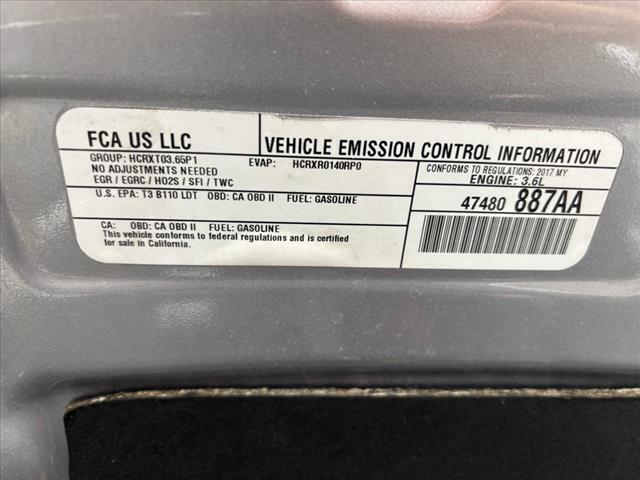 FCA US LLC
VEHICLE EMISSION CONTROL INFORMATION
GROUP: HCRXT03.65P1 EVAP: HCRXR0140RP0
NO ADJUSTMENTS NEEDED
EGR / EGRC / HO2S / SFI / TWC
CONFORMS TO REGULATIONS: 2017 MY
ENGINE: 3.6L
U.S. EPA: T3 B110 LDT OBD: CA OBD II FUEL: GASOLINE
47480 887AA
CA: OBD: CA OBD II FUEL: GASOLINE
This vehicle conforms to federal regulations and is certified
for sale in California.